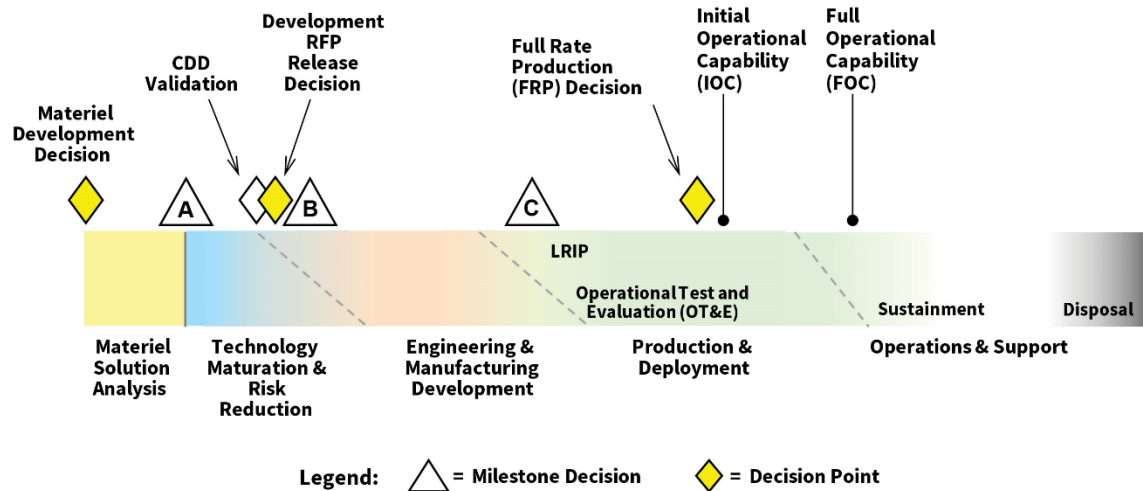 Materiel
Development
Decision
CDD
Validation
Development
RFP
Release
Decision
Full Rate
Production
(FRP) Decision
Initial
Operational
Capability
(IOC)
Full
Operational
Capability
(FOC)
A
B
C
LRIP
Operational Test and
Evaluation (OT&E)
Sustainment
Disposal
Materiel
Solution
Analysis
Technology
Maturation &
Risk
Reduction
Engineering &
Manufacturing
Development
Production &
Deployment
Operations & Support
Legend:
= Milestone Decision
= Decision Point